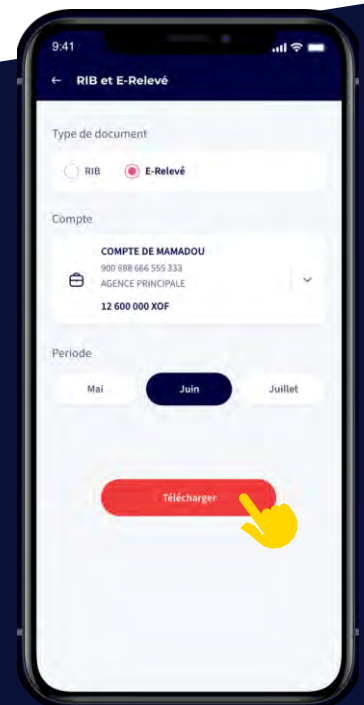 9:41
← RIB et E-Relevé
Type de document
RIB E-Relevé
Compte
COMPTE DE MAMADOU
900 688 666 555 333
AGENCE PRINCIPALE
12 600 000 XOF
Periode
Mai Juin Juillet
Télécharger